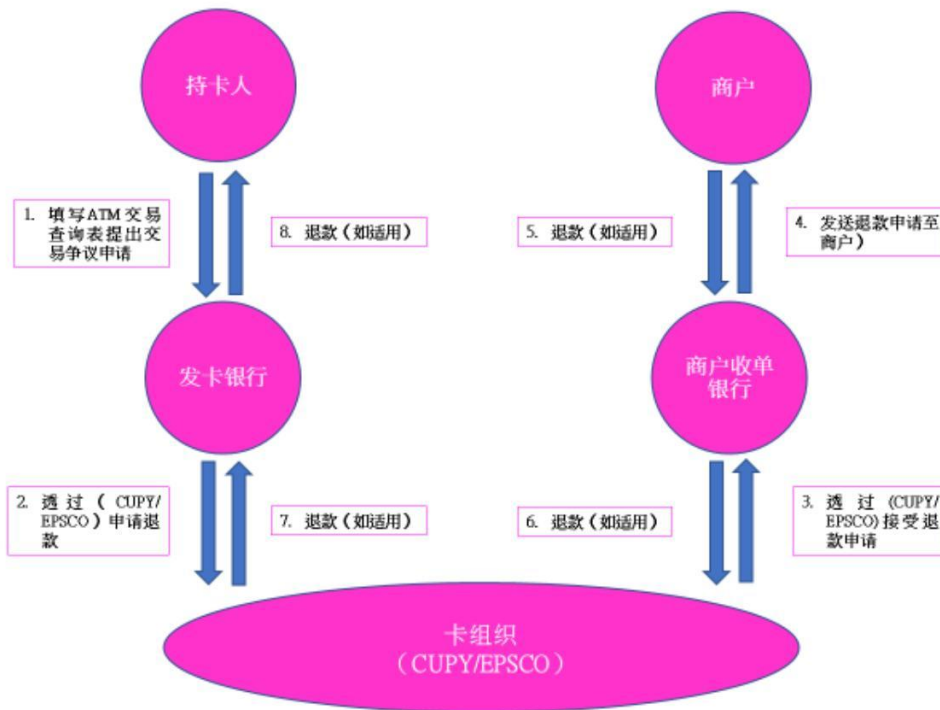 持卡人
商户
1. 填写ATM 交易
查询表提出交
易争议申请
8. 退款（如适用）
5. 退款（如适用）
4. 发送退款申请至
商户）
发卡银行
商户收单
银行
2. 透过（ CUPY/
EPSCO ）申请退
款
7. 退款（如适用）
6. 退款（如适用）
3. 透过 (CUPY/
EPSCO)接受退
款申请
卡组织
（CUPY/EPSCO）